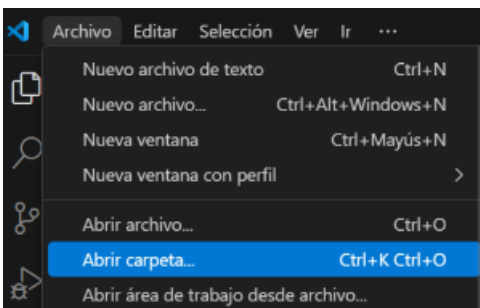 Archivo Editar Selección Ver Ir ···
Nuevo archivo de texto Ctrl+N
Nuevo archivo... Ctrl+Alt+Windows+N
Nueva ventana Ctrl+Mayús+N
Nueva ventana con perfil >
Abrir archivo... Ctrl+O
Abrir carpeta... Ctrl+K Ctrl+O
Abrir área de trabajo desde archivo...